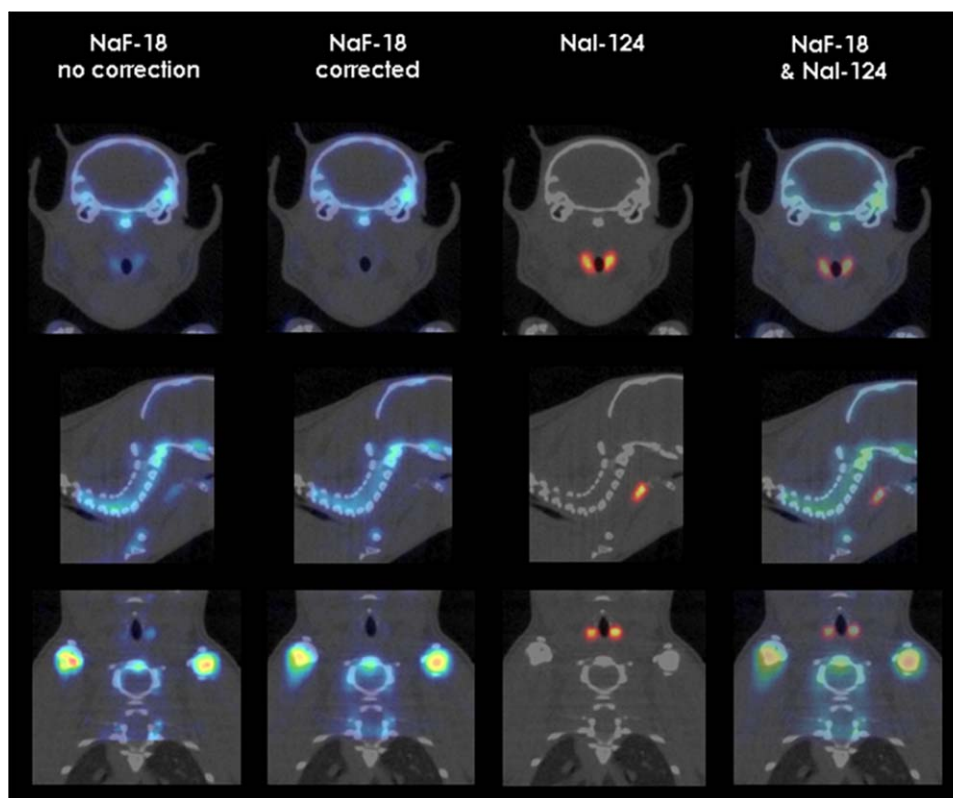 NaF-18
no correction
NaF-18
corrected
NaI-124
NaF-18
& NaI-124